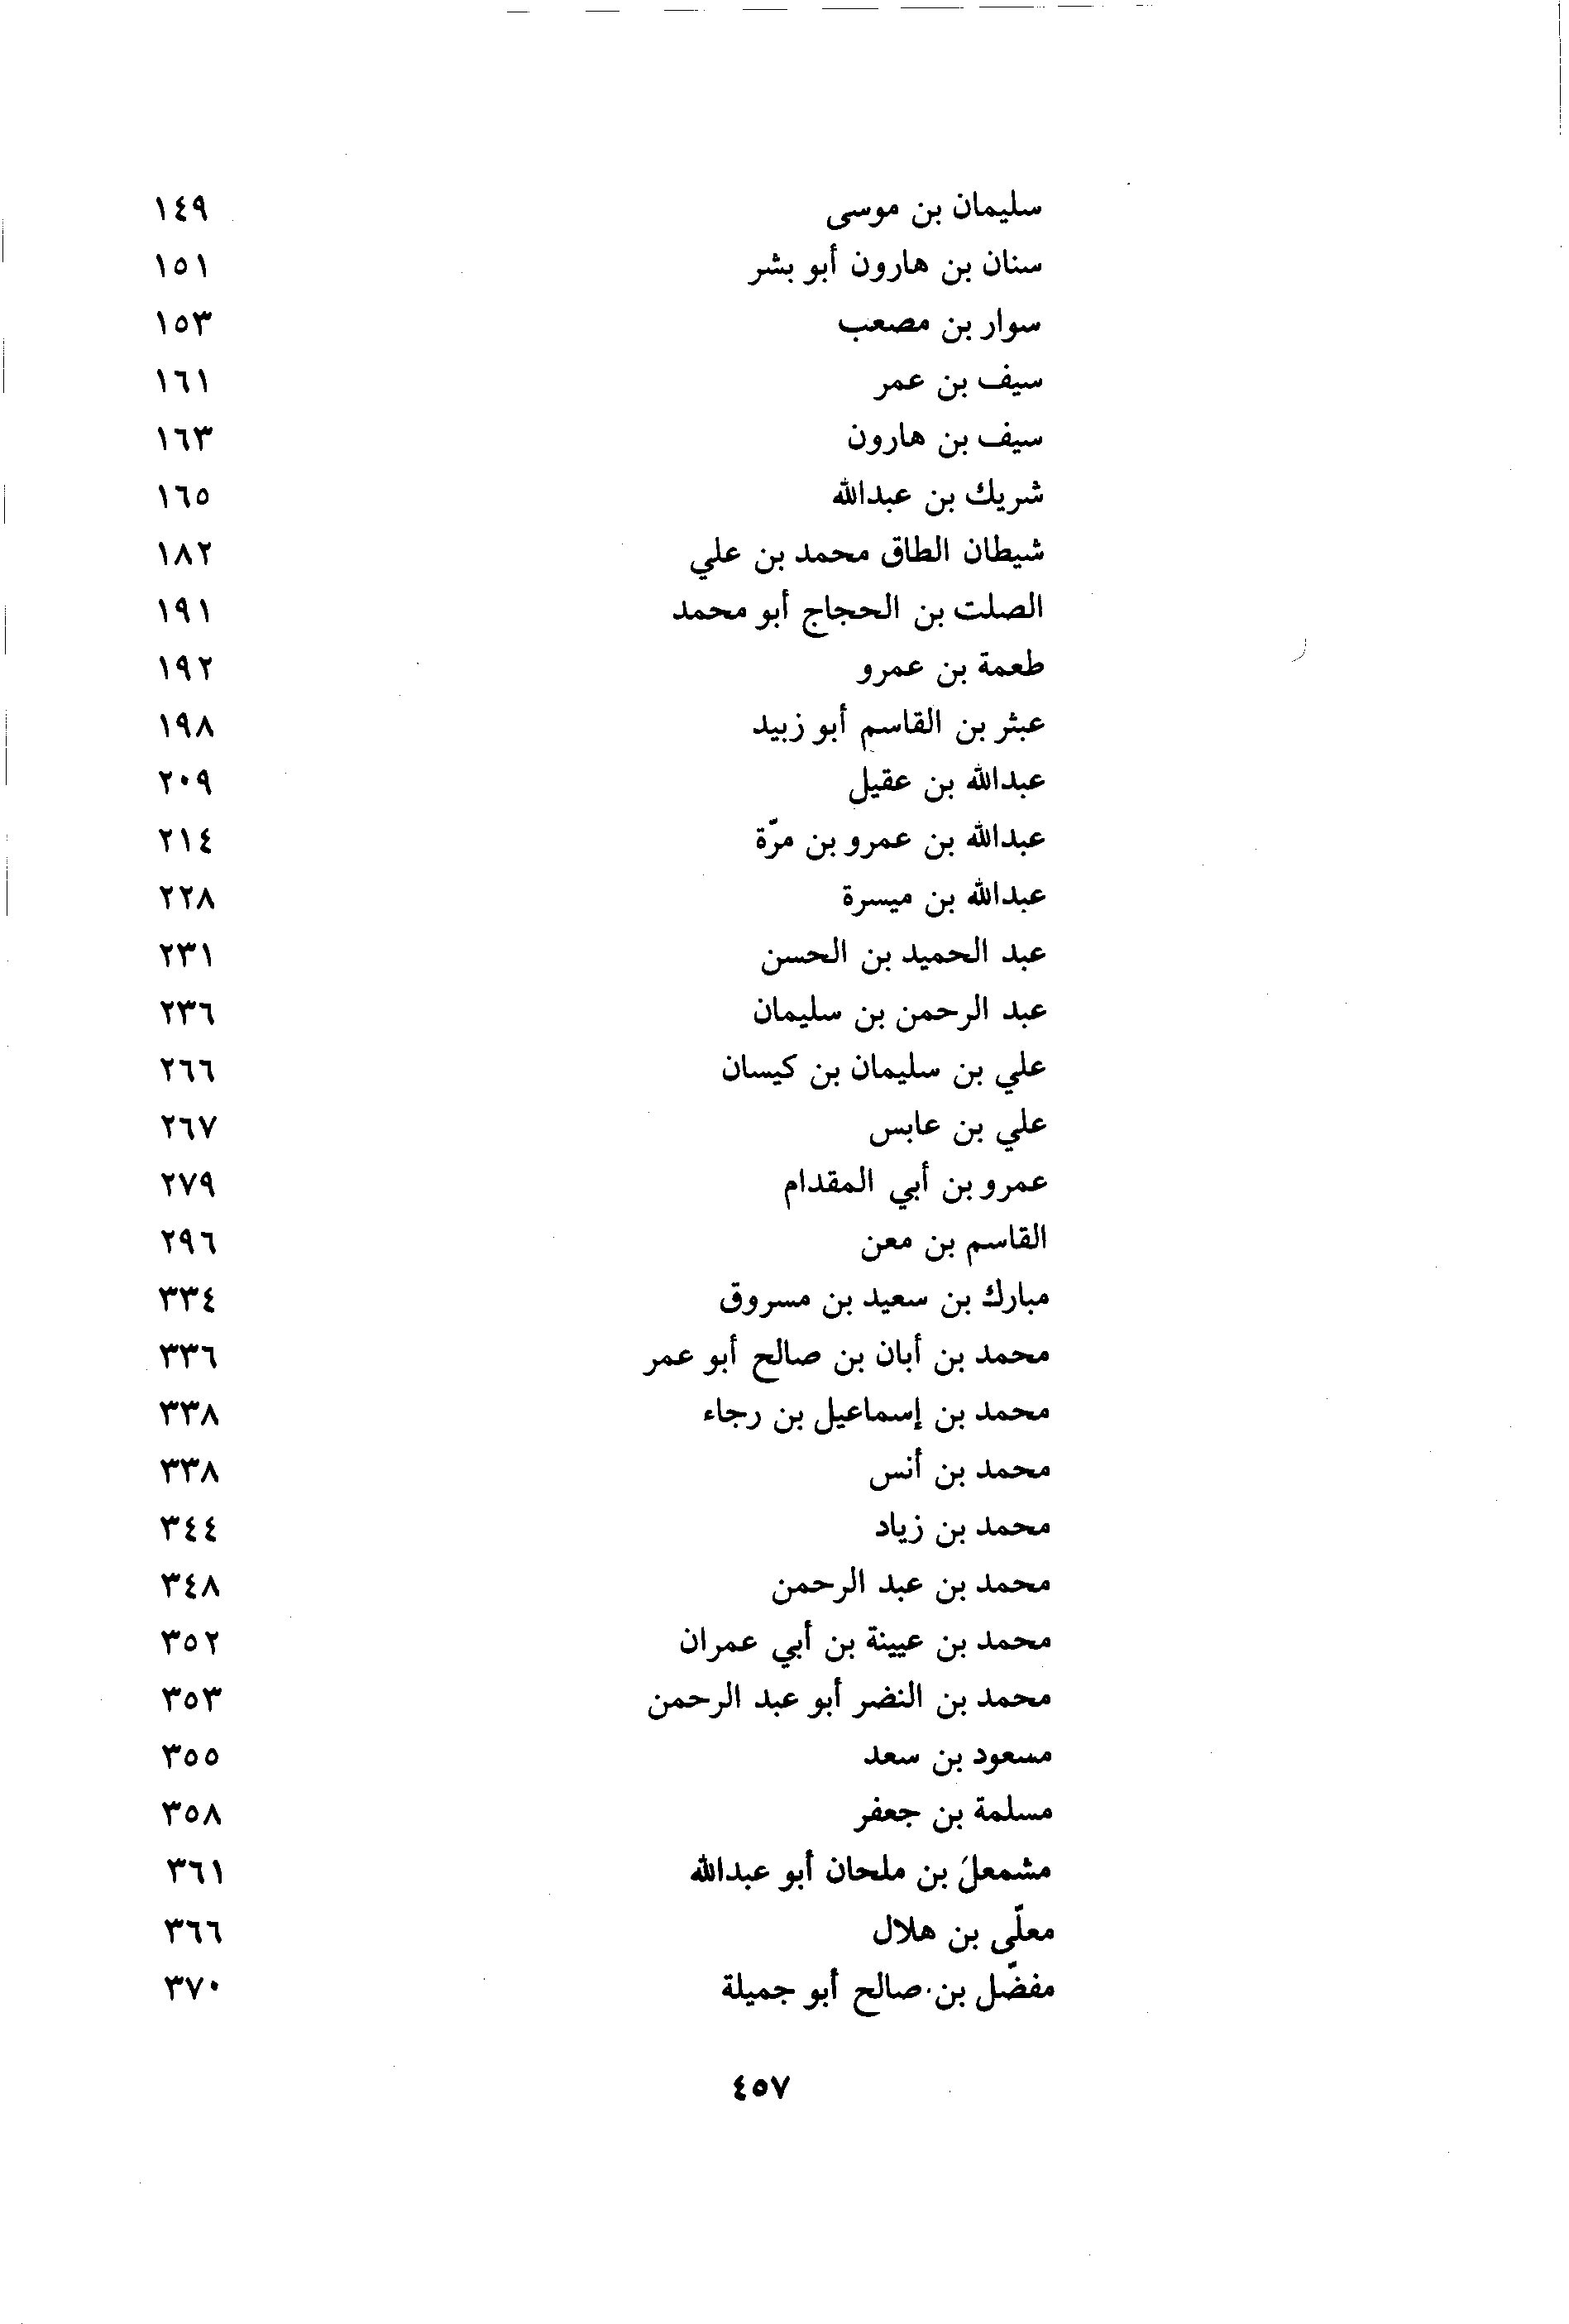 سليمان بن موسى ١٤٩
سنان بن هارون أبو بشر ١٥١
سوار بن مصعب ١٥٣
سيف بن عمر ١٦١
سيف بن هارون ١٦٣
شريك بن عبدالله ١٦٥
شيطان الطاق محمد بن علي ١٨٢
الصلت بن الحجاج أبو محمد ١٩١
طعمة بن عمرو ١٩٢
عبثر بن القاسم أبو زبيد ١٩٨
عبدالله بن عقيل ٢٠٩
عبدالله بن عمرو بن مرّة ٢١٤
عبدالله بن ميسرة ٢٢٨
عبد الحميد بن الحسن ٢٣١
عبد الرحمن بن سليمان ٢٣٦
علي بن سليمان بن كيسان ٢٦٦
علي بن عابس ٢٦٧
عمرو بن أبي المقدام ٢٧٩
القاسم بن معن ٢٩٦
مبارك بن سعيد بن مسروق ٣٣٤
محمد بن أبان بن صالح أبو عمر ٣٣٦
محمد بن إسماعيل بن رجاء ٣٣٨
محمد بن أنس ٣٣٨
محمد بن زياد ٣٤٤
محمد بن عبد الرحمن ٣٤٨
محمد بن عيينة بن أبي عمران ٣٥٢
محمد بن النضر أبو عبد الرحمن ٣٥٣
مسعود بن سعد ٣٥٥
مسلمة بن جعفر ٣٥٨
مشمعلَ بن ملحان أبو عبدالله ٣٦١
معلّى بن هلال ٣٦٦
مفضّل بن صالح أبو جميلة ٣٧٠
٤٥٧